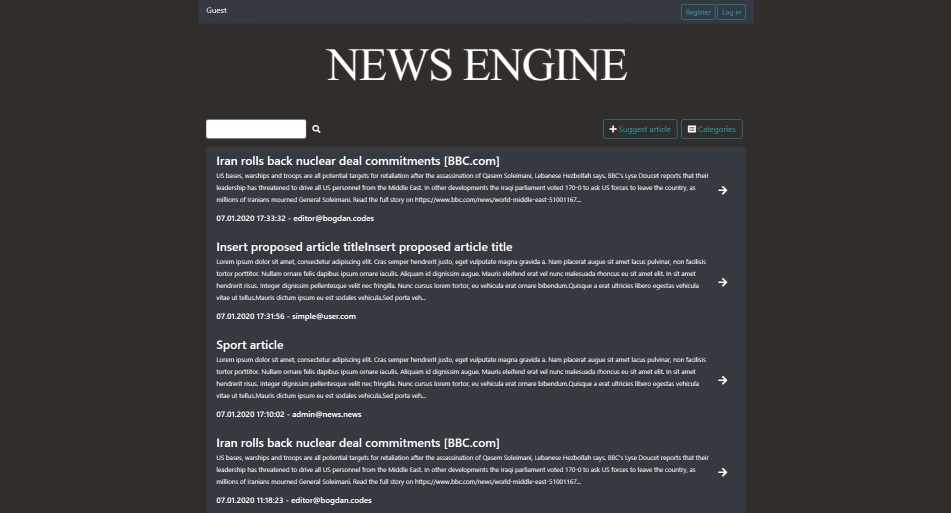 Guest
Register
Log in
NEWS ENGINE
Suggest article
Categories
Iran rolls back nuclear deal commitments [BBC.com]
US bases, warships and troops are all potential targets for retaliation after the assassination of Qasem Soleimani, Lebanese Hezbollah says. BBC's Lyse Doucet reports that their
leadership has threatened to drive all US personnel from the Middle East. In other developments the Iraqi parliament voted 170-0 to ask US forces to leave the country, as
millions of Iranians mourned General Soleimani. Read the full story on https://www.bbc.com/news/world-middle-east-51001167...
07.01.2020 17:33:32 - editor@bogdan.codes
Insert proposed article titleInsert proposed article title
Lorem ipsum dolor sit amet, consectetur adipiscing elit. Cras semper hendrerit justo, eget vulputate magna gravida a. Nam placerat augue sit amet lacus pulvinar, non facilisis
tortor porttitor. Nullam ornare felis dapibus ipsum ornare iaculis. Aliquam id dignissim augue. Mauris eleifend erat vel nunc malesuada rhoncus eu sit amet elit. In sit amet
hendrerit risus. Integer dignissim pellentesque velit nec fringilla. Nunc cursus lorem tortor, eu vehicula erat ornare bibendum.Quisque a erat ultricies libero egestas vehicula
vitae ut tellus.Mauris dictum ipsum eu est sodales vehicula.Sed porta veh...
07.01.2020 17:31:56 - simple@user.com
Sport article
Lorem ipsum dolor sit amet, consectetur adipiscing elit. Cras semper hendrerit justo, eget vulputate magna gravida a. Nam placerat augue sit amet lacus pulvinar, non facilisis
tortor porttitor. Nullam ornare felis dapibus ipsum ornare iaculis. Aliquam id dignissim augue. Mauris eleifend erat vel nunc malesuada rhoncus eu sit amet elit. In sit amet
hendrerit risus. Integer dignissim pellentesque velit nec fringilla. Nunc cursus lorem tortor, eu vehicula erat ornare bibendum.Quisque a erat ultricies libero egestas vehicula
vitae ut tellus.Mauris dictum ipsum eu est sodales vehicula.Sed porta veh...
07.01.2020 17:10:02 - admin@news.news
Iran rolls back nuclear deal commitments [BBC.com]
US bases, warships and troops are all potential targets for retaliation after the assassination of Qasem Soleimani, Lebanese Hezbollah says. BBC's Lyse Doucet reports that their
leadership has threatened to drive all US personnel from the Middle East. In other developments the Iraqi parliament voted 170-0 to ask US forces to leave the country, as
millions of Iranians mourned General Soleimani. Read the full story on https://www.bbc.com/news/world-middle-east-51001167...
07.01.2020 11:18:23 - editor@bogdan.codes